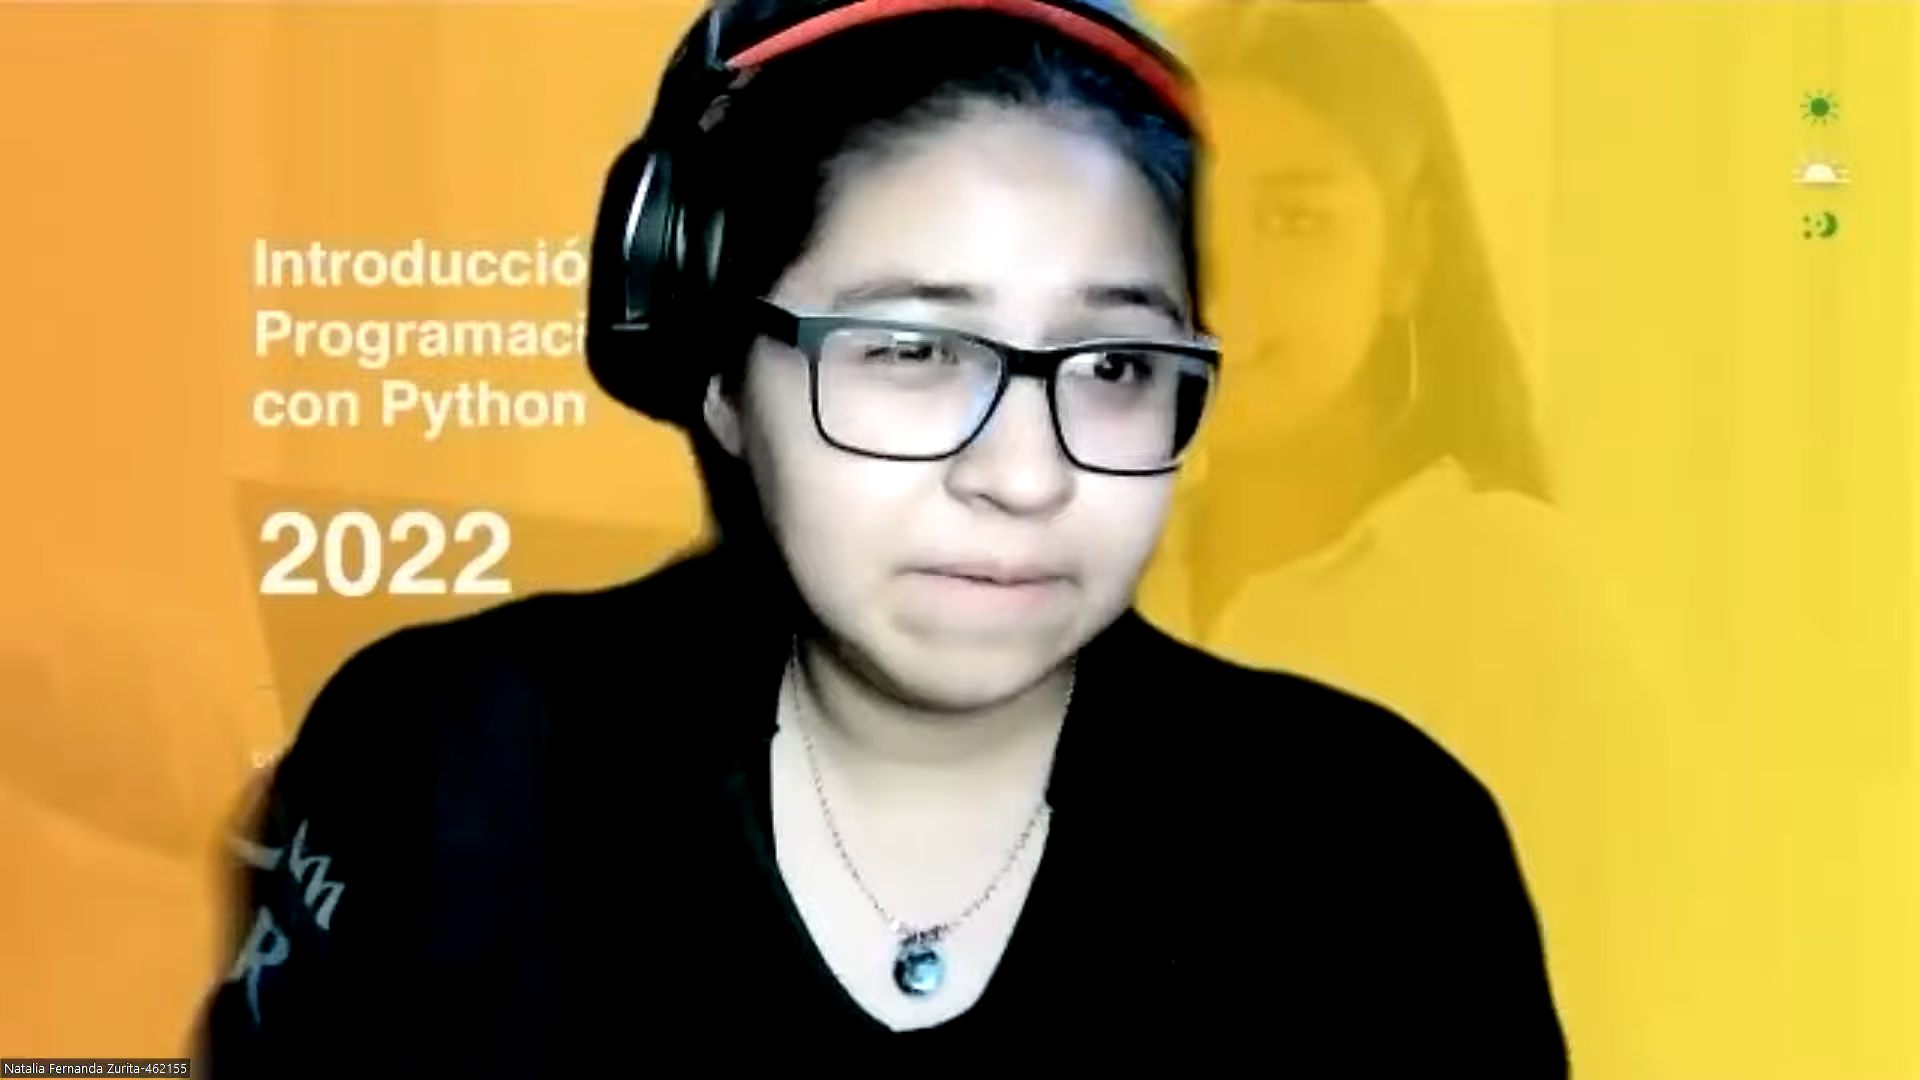 Introducció
Programaci
con Python
2022
Natalia Fernanda Zurita-462155